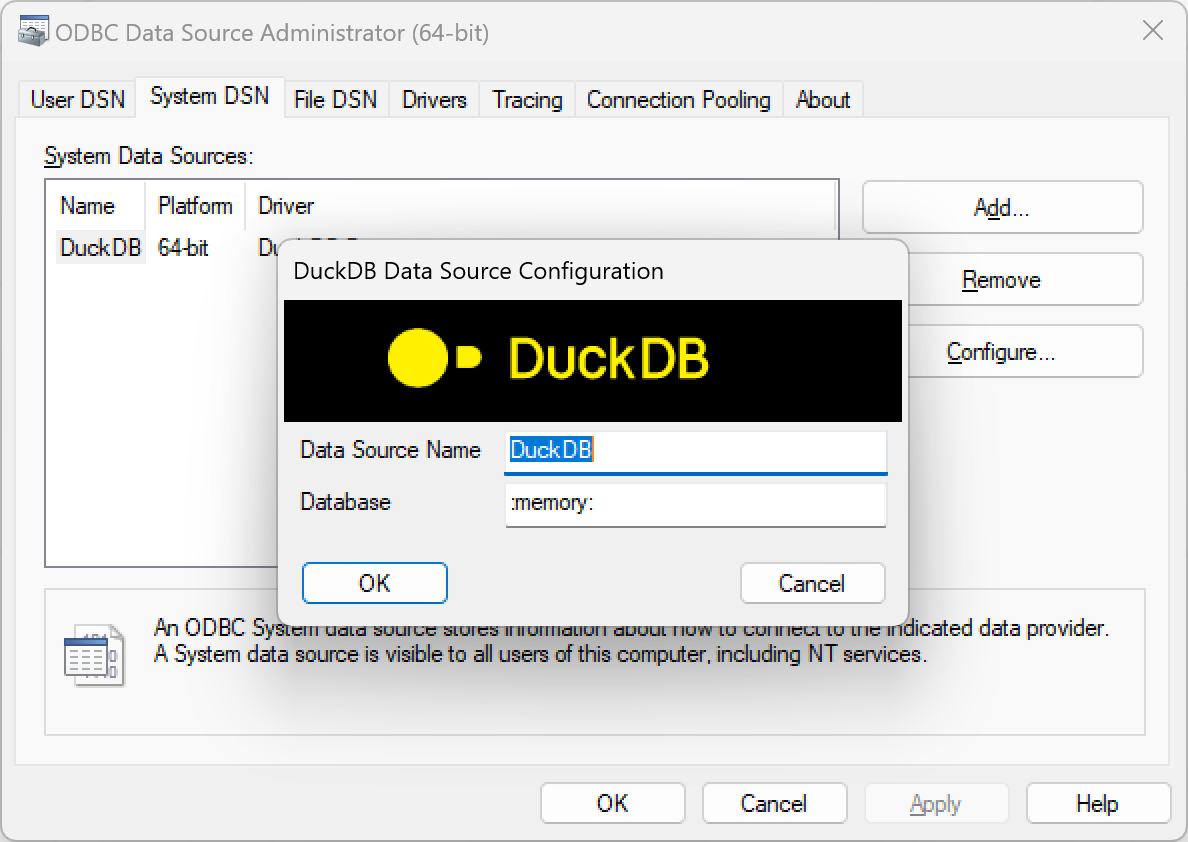 ODBC Data Source Administrator (64-bit)
User DSN System DSN File DSN Drivers Tracing Connection Pooling About
System Data Sources:
Name Platform Driver
DuckDB 64-bit
Add...
Remove
Configure...
DuckDB Data Source Configuration
DuckDB
Data Source Name DuckDB
Database :memory:
OK Cancel
An ODBC System data source stores information about how to connect to the indicated data provider.
A System data source is visible to all users of this computer, including NT services.
OK Cancel Apply Help